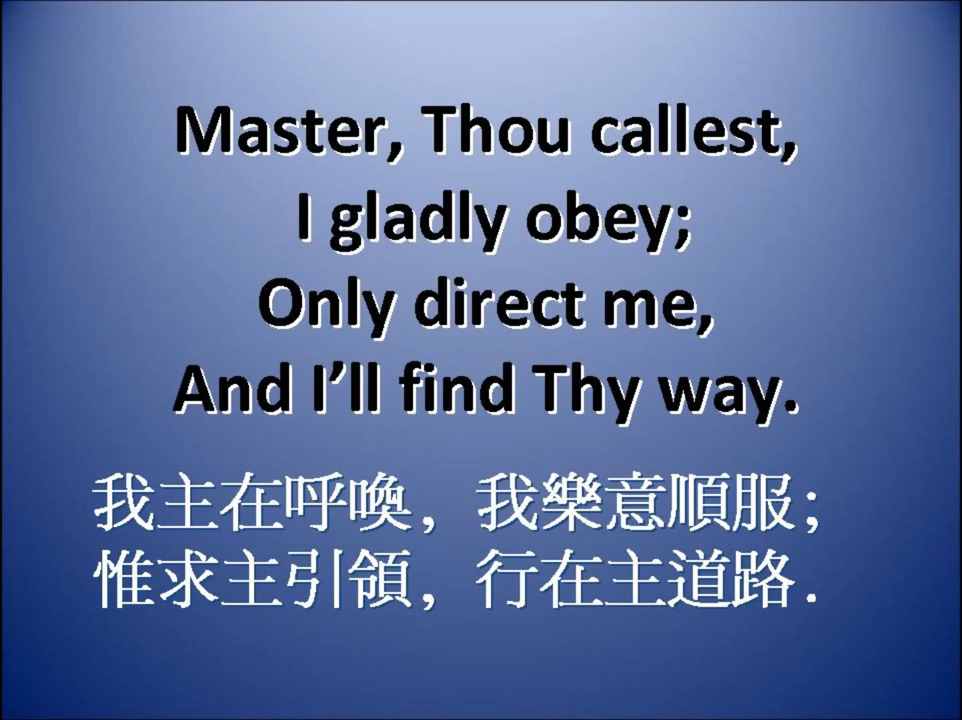 Master, Thou callest,
I gladly obey;
Only direct me,
And I’ll find Thy way.
我主在呼喚, 我樂意順服;
惟求主引領, 行在主道路.